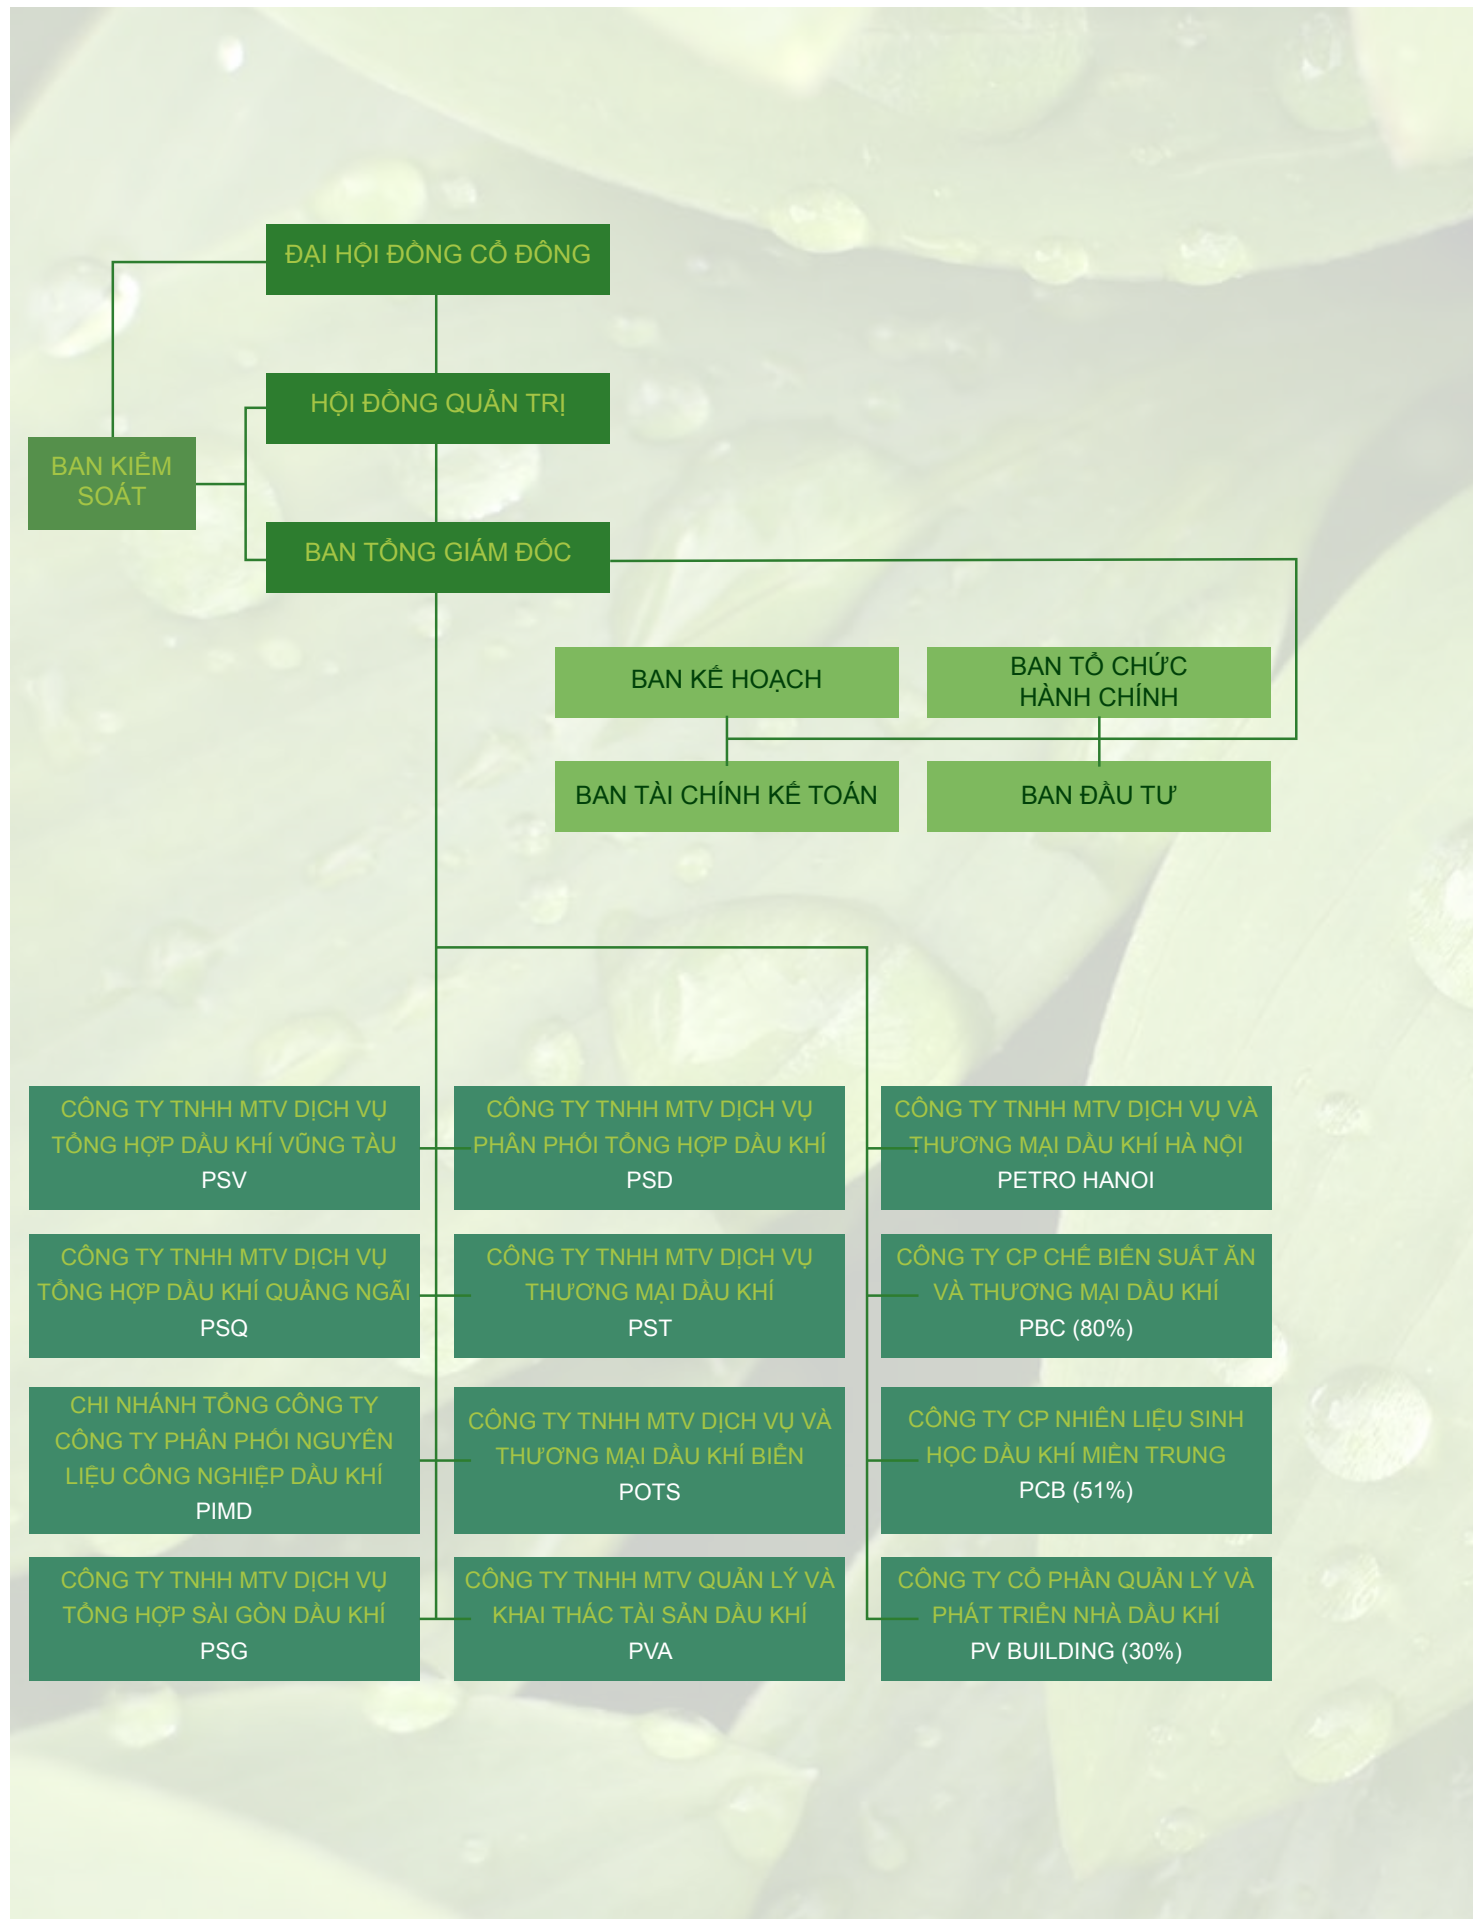 ĐẠI HỘI ĐỒNG CỔ ĐÔNG
HỘI ĐỒNG QUẢN TRỊ
BAN KIỂM
SOÁT
BAN TỔNG GIÁM ĐỐC
BAN KẾ HOẠCH
BAN TỔ CHỨC
HÀNH CHÍNH
BAN TÀI CHÍNH KẾ TOÁN
BAN ĐẦU TƯ
CÔNG TY TNHH MTV DỊCH VỤ
TỔNG HỢP DẦU KHÍ VŨNG TÀU
PSV
CÔNG TY TNHH MTV DỊCH VỤ
PHÂN PHỐI TỔNG HỢP DẦU KHÍ
PSD
CÔNG TY TNHH MTV DỊCH VỤ VÀ
THƯƠNG MẠI DẦU KHÍ HÀ NỘI
PETRO HANOI
CÔNG TY TNHH MTV DỊCH VỤ
TỔNG HỢP DẦU KHÍ QUẢNG NGÃI
PSQ
CÔNG TY TNHH MTV DỊCH VỤ
THƯƠNG MẠI DẦU KHÍ
PST
CÔNG TY CP CHẾ BIẾN SUẤT ĂN
VÀ THƯƠNG MẠI DẦU KHÍ
PBC (80%)
CHI NHÁNH TỔNG CÔNG TY
CÔNG TY PHÂN PHỐI NGUYÊN
LIỆU CÔNG NGHIỆP DẦU KHÍ
PIMD
CÔNG TY TNHH MTV DỊCH VỤ VÀ
THƯƠNG MẠI DẦU KHÍ BIỂN
POTS
CÔNG TY CP NHIÊN LIỆU SINH
HỌC DẦU KHÍ MIỀN TRUNG
PCB (51%)
CÔNG TY TNHH MTV DỊCH VỤ
TỔNG HỢP SÀI GÒN DẦU KHÍ
PSG
CÔNG TY TNHH MTV QUẢN LÝ VÀ
KHAI THÁC TÀI SẢN DẦU KHÍ
PVA
CÔNG TY CỔ PHẦN QUẢN LÝ VÀ
PHÁT TRIỂN NHÀ DẦU KHÍ
PV BUILDING (30%)